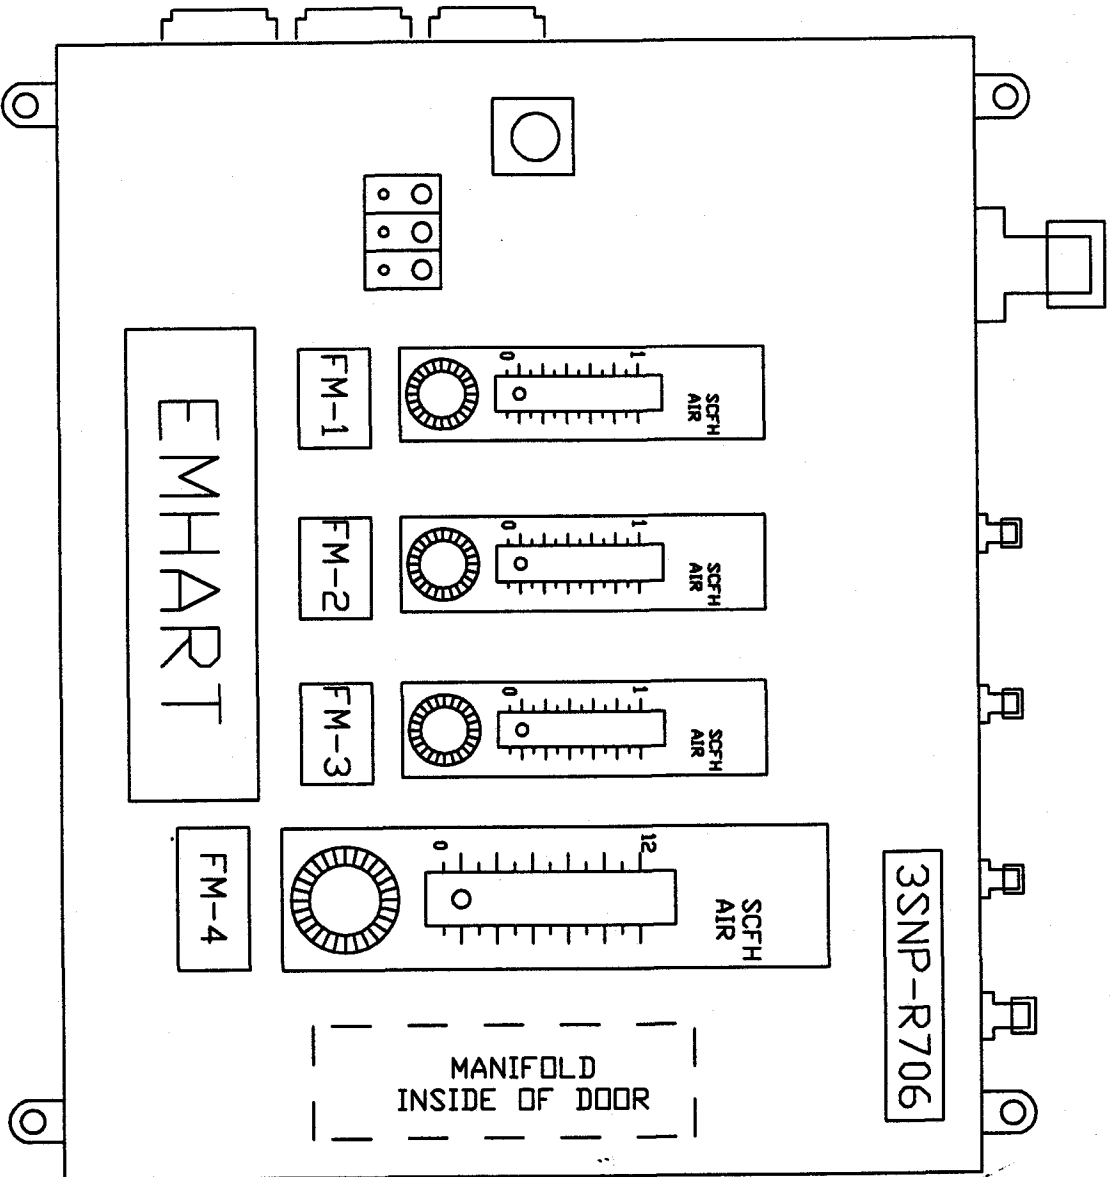 EMHART
FM-1
0
1
SCFH
AIR
FM-2
0
1
SCFH
AIR
FM-3
0
1
SCFH
AIR
FM-4
0
12
SCFH
AIR
3SNP-R706
MANIFOLD
INSIDE OF DOOR